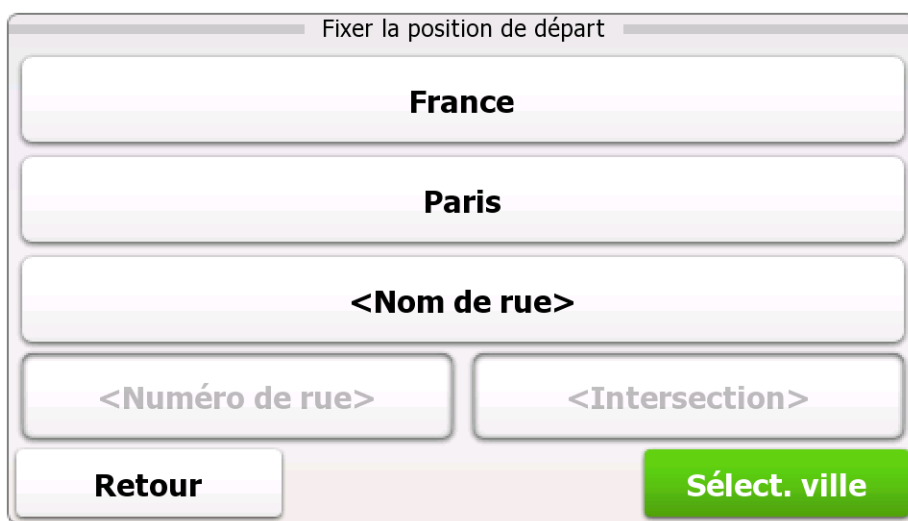 Fixer la position de départ
France
Paris
<Nom de rue>
<Numéro de rue> <Intersection>
Retour Sélect. ville